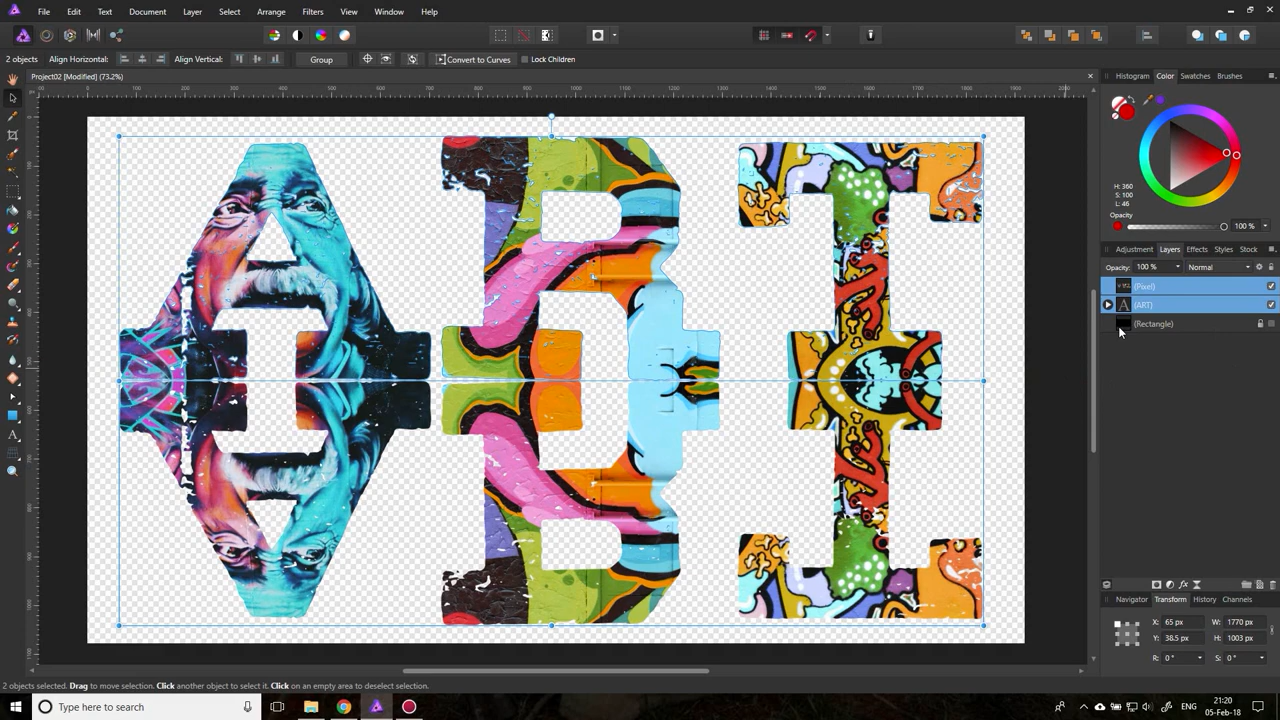 File Edit Text Document Layer Select Arrange Filters View Window Help
2 objects Align Horizontal: Align Vertical: Group Convert to Curves Lock Children
Project02 [Modified] (73.2%)
Histogram Color Swatches Brushes
H: 360
S: 100
L: 46
Opacity
100 %
Adjustment Layers Effects Styles Stock
Opacity: 100 % Normal
(Pixel)
A (ART)
(Rectangle)
ART
Navigator Transform History Channels
X: 65 px W: 1770 px
Y: 38.5 px H: 1003 px
R: 0 ° S: 0 °
2 objects selected. Drag to move selection. Click another object to select it. Click on an empty area to deselect selection.
Type here to search
21:20
05-Feb-18